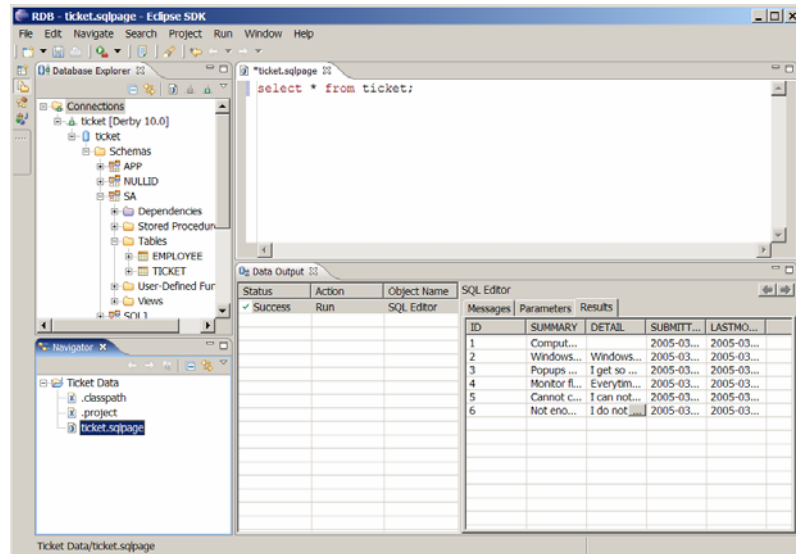 RDB - ticket.sqlpage - Eclipse SDK
File Edit Navigate Search Project Run Window Help
Database Explorer
Connections
ticket [Derby 10.0]
ticket
Schemas
APP
NULLID
SA
Dependencies
Stored Procedur
Tables
EMPLOYEE
TICKET
User-Defined Fur
Views
SQLJ
*ticket.sqlpage
select * from ticket;
Navigator
Ticket Data
.classpath
.project
ticket.sqlpage
Data Output
Status Action Object Name
Success Run SQL Editor
SQL Editor
Messages Parameters Results
ID SUMMARY DETAIL SUBMITT... LASTMO...
1 Comput... 2005-03... 2005-03...
2 Windows... Windows... 2005-03... 2005-03...
3 Popups ... I get so ... 2005-03... 2005-03...
4 Monitor fl... Everytim... 2005-03... 2005-03...
5 Cannot c... I can not... 2005-03... 2005-03...
6 Not eno... I do not ... 2005-03... 2005-03...
Ticket Data/ticket.sqlpage